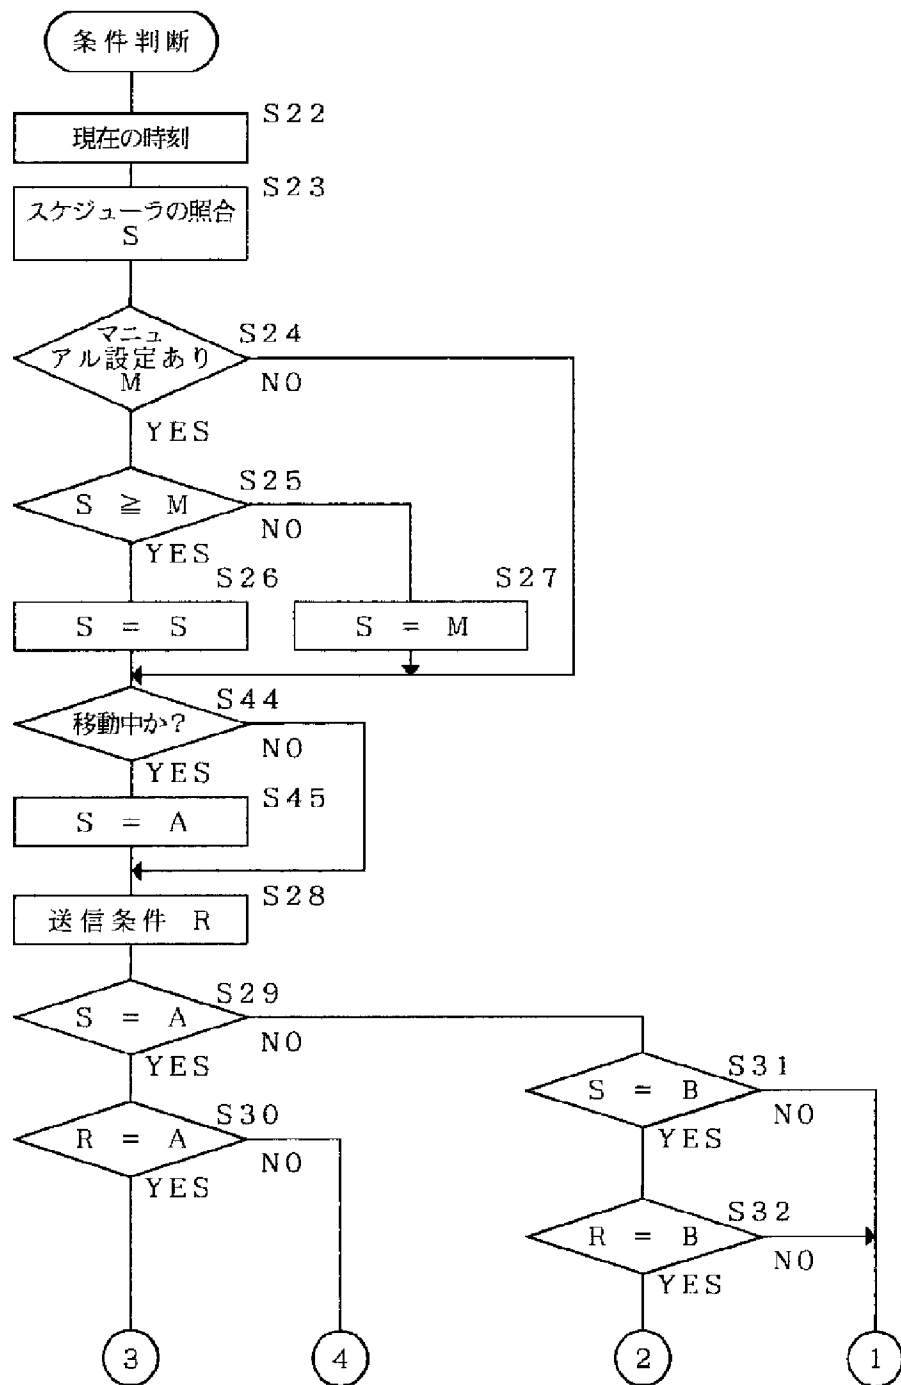 条件判断
S22
現在の時刻
S23
スケジューラの照合
S
S24
マニュ
アル設定あり
M
NO
YES
S25
S ≧ M
NO
YES
S26
S27
S = S
S = M
S44
移動中か?
NO
YES
S45
S = A
S28
送信条件 R
S29
S = A
NO
YES
S31
S = B
NO
YES
S30
R = A
NO
YES
S32
R = B
NO
YES
3
4
2
1